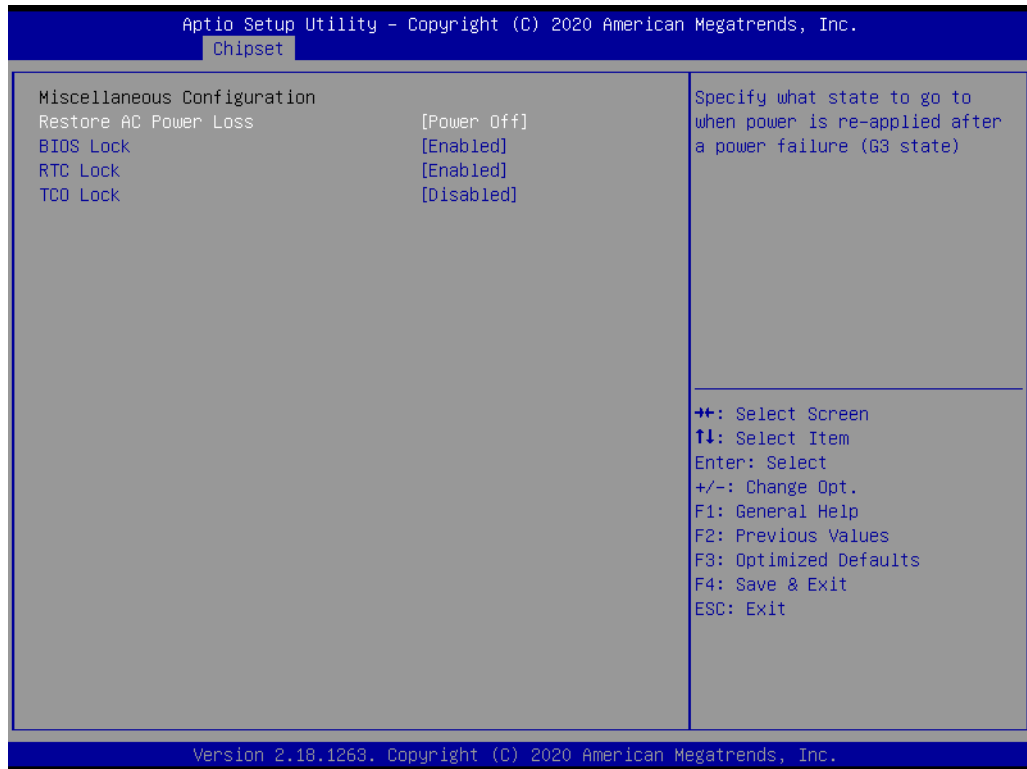 Aptio Setup Utility – Copyright (C) 2020 American Megatrends, Inc.
Chipset
Miscellaneous Configuration
Restore AC Power Loss [Power Off]
BIOS Lock [Enabled]
RTC Lock [Enabled]
TCO Lock [Disabled]
Specify what state to go to
when power is re-applied after
a power failure (G3 state)
→←: Select Screen
↑↓: Select Item
Enter: Select
+/-: Change Opt.
F1: General Help
F2: Previous Values
F3: Optimized Defaults
F4: Save & Exit
ESC: Exit
Version 2.18.1263. Copyright (C) 2020 American Megatrends, Inc.